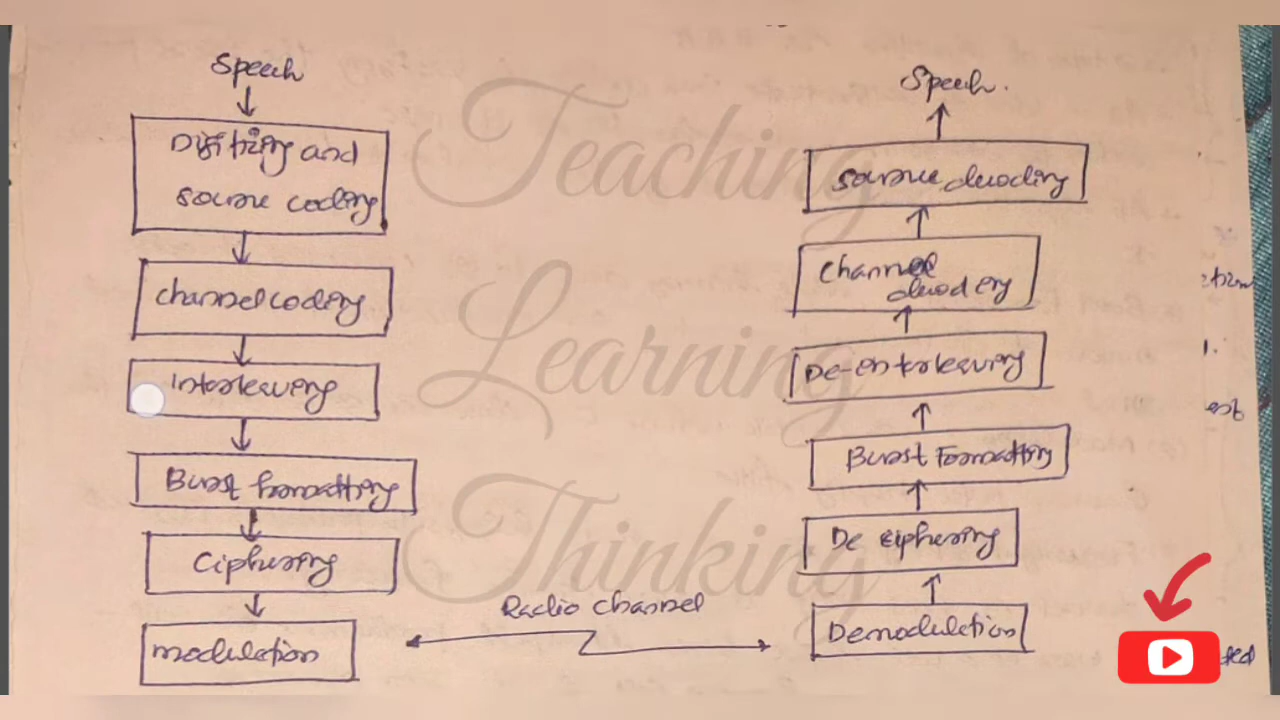 Speech
Digitizing and
source coding
channel coding
Interleaving
Burst formatting
Ciphering
modulation
Radio channel
Speech.
Source decoding
Channel
decoding
De-interleaving
Burst Formatting
De ciphering
Demodulation
Teaching
Learning
Thinking